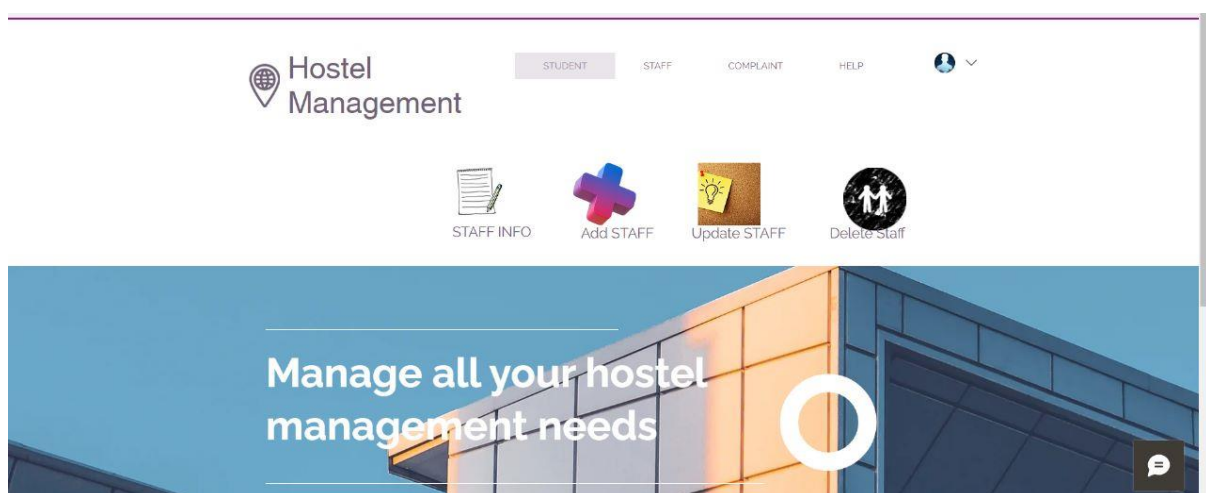 Hostel
Management
STUDENT STAFF COMPLAINT HELP
STAFF INFO Add STAFF Update STAFF Delete Staff
Manage all your hostel
management needs